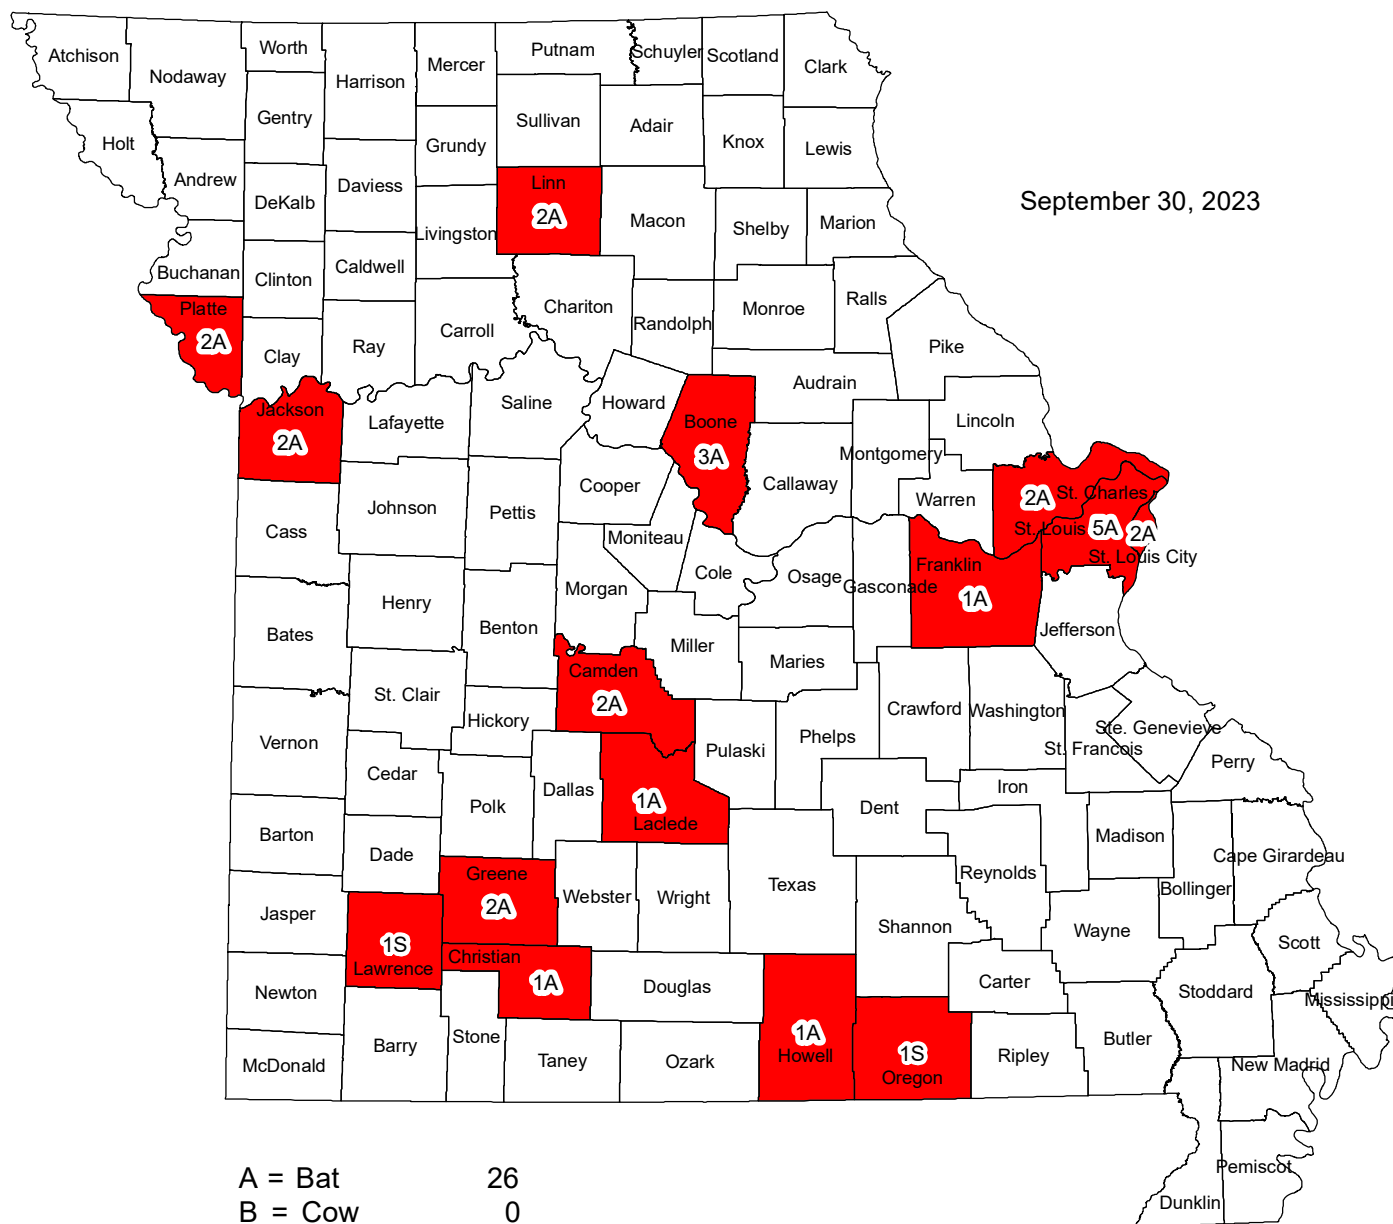 Atchison
Nodaway
Worth
Harrison
Mercer
Putnam
Schuyler
Scotland
Clark
Gentry
Sullivan
Adair
Holt
Grundy
Knox
Lewis
Andrew
DeKalb
Daviess
Linn
2A
Macon
Shelby
Marion
September 30, 2023
Livingston
Buchanan
Clinton
Caldwell
Chariton
Randolph
Monroe
Ralls
Platte
2A
Clay
Ray
Carroll
Pike
Audrain
Jackson
2A
Lafayette
Saline
Howard
Boone
3A
Lincoln
Montgomery
Callaway
Warren
2A
St. Charles
Cooper
Johnson
Pettis
Cass
Moniteau
St. Louis
5A
2A
St. Louis City
Cole
Osage
Gasconade
Franklin
1A
Morgan
Henry
Benton
Bates
Miller
Maries
Jefferson
Camden
2A
St. Clair
Hickory
Crawford
Washington
Vernon
Pulaski
Phelps
St. Francois
Ste. Genevieve
Perry
Cedar
Polk
Dallas
1A
Laclede
Dent
Iron
Barton
Dade
Madison
Cape Girardeau
Greene
2A
Webster
Wright
Texas
Reynolds
Bollinger
Jasper
1S
Lawrence
Christian
1A
Shannon
Wayne
Scott
Newton
Douglas
Carter
Stoddard
Mississippi
1A
Howell
1S
Oregon
Ripley
Butler
McDonald
Barry
Stone
Taney
Ozark
New Madrid
Pemiscot
Dunklin
A = Bat 26
B = Cow 0